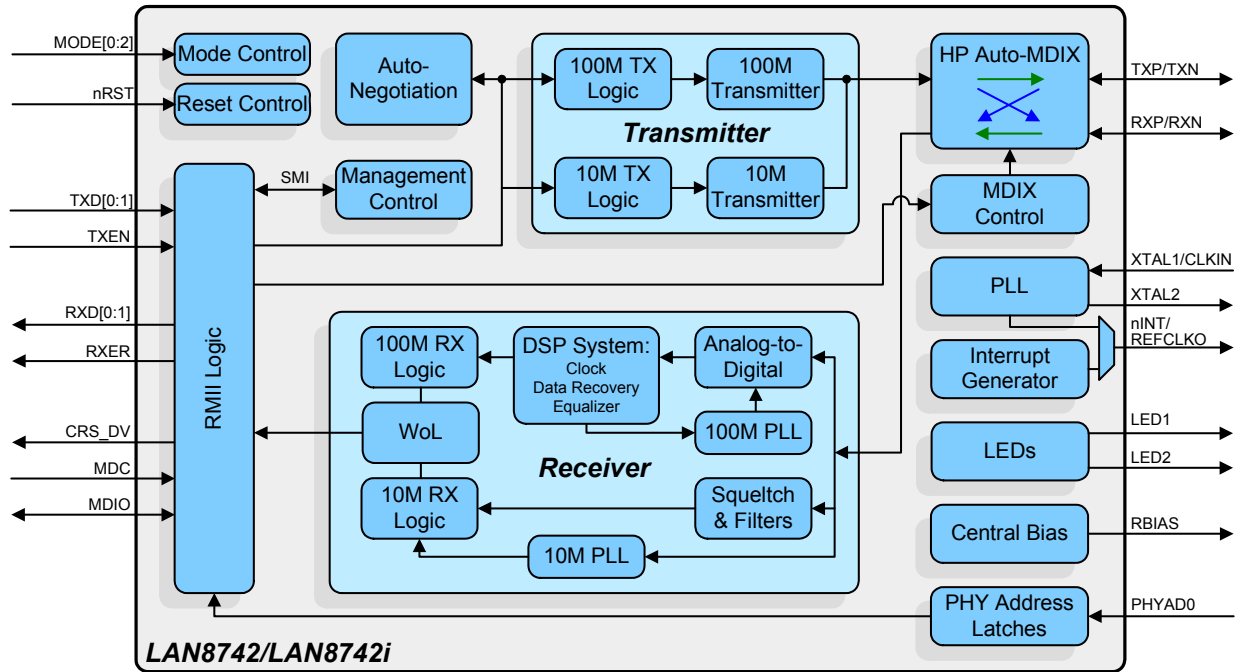 MODE[0:2]
nRST
TXD[0:1]
TXEN
RXD[0:1]
RXER
CRS_DV
MDC
MDIO
Mode Control
Reset Control
RMII Logic
SMI
Auto-
Negotiation
Management
Control
100M TX
Logic
100M
Transmitter
Transmitter
10M TX
Logic
10M
Transmitter
100M RX
Logic
DSP System:
Clock
Data Recovery
Equalizer
Analog-to-
Digital
100M PLL
WoL
Receiver
10M RX
Logic
Squeltch
& Filters
10M PLL
HP Auto-MDIX
MDIX
Control
PLL
Interrupt
Generator
LEDs
Central Bias
PHY Address
Latches
TXP/TXN
RXP/RXN
XTAL1/CLKIN
XTAL2
nINT/
REFCLKO
LED1
LED2
RBIAS
PHYAD0
LAN8742/LAN8742i